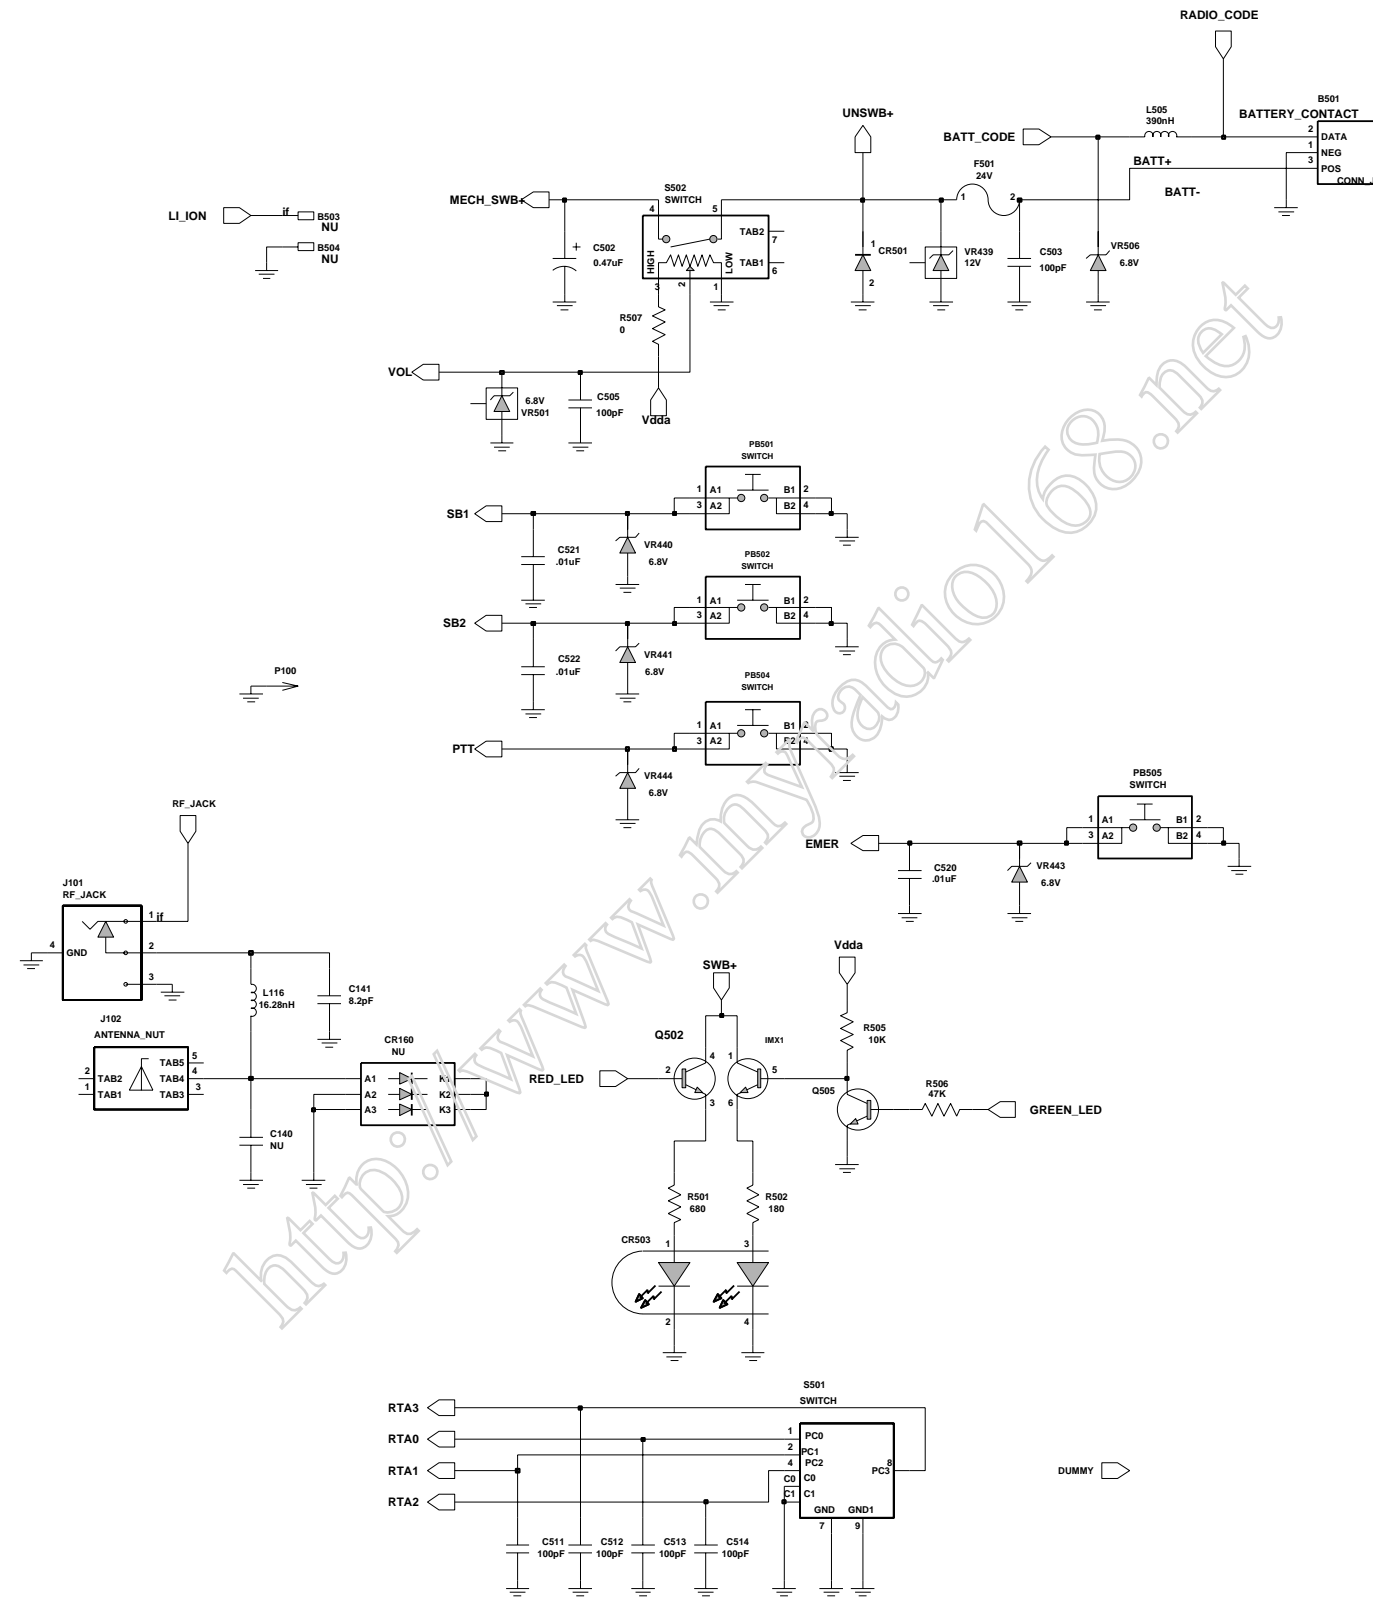 RADIO_CODE
B501
BATTERY_CONTACT
L505
390nH
UNSWB+
BATT_CODE
2 DATA
1 NEG
3 POS
CONN_
BATT+
BATT-
F501
24V
1 2
S502
SWITCH
MECH_SWB+
4 5
TAB2
7
TAB1
6
HIGH
LOW
3 2 1
C502
0.47uF
+
LI_ION
if
B503
NU
B504
NU
1
CR501
2
VR439
12V
C503
100pF
VR506
6.8V
R507
0
VOL
6.8V
VR501
C505
100pF
Vdda
PB501
SWITCH
1 A1 B1 2
3 A2 B2 4
SB1
C521
.01uF
VR440
6.8V
PB502
SWITCH
1 A1 B1 2
3 A2 B2 4
SB2
C522
.01uF
VR441
6.8V
P100
PB504
SWITCH
1 A1 B1 2
3 A2 B2 4
PTT
VR444
6.8V
PB505
SWITCH
1 A1 B1 2
3 A2 B2 4
EMER
C520
.01uF
VR443
6.8V
RF_JACK
J101
RF_JACK
1 if
4 GND
2
3
L116
16.28nH
C141
8.2pF
J102
ANTENNA_NUT
TAB5 5
2 TAB2 TAB4 4
1 TAB1 TAB3 3
CR160
NU
A1 K1
A2 K2
A3 K3
C140
NU
SWB+
Vdda
R505
10K
Q502
IMX1
4 1
RED_LED
2 5
3 6
Q505
R506
47K
GREEN_LED
R501
680
R502
180
CR503
1 3
2 4
S501
SWITCH
RTA3
RTA0
RTA1
RTA2
1 PC0
2 PC1
4 PC2
C0 C0
C1 C1
8
PC3
GND GND1
7 9
C511
100pF
C512
100pF
C513
100pF
C514
100pF
DUMMY
http://www.myradio168.net